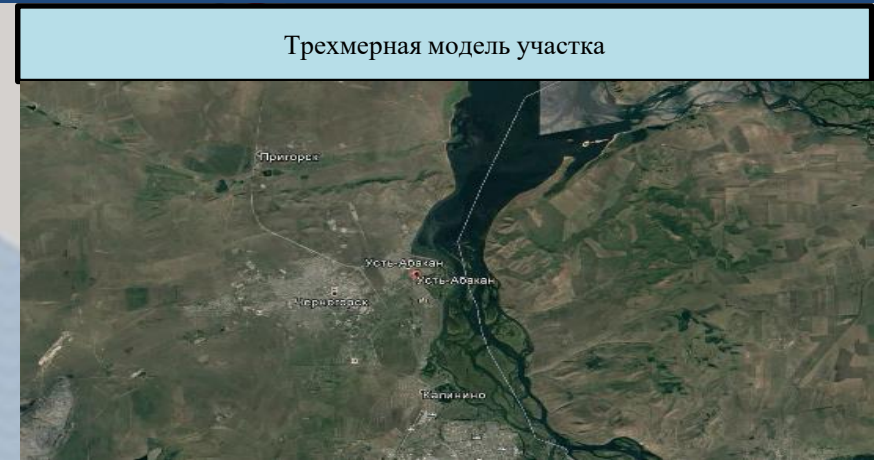 Трехмерная модель участка
Пригорск
Усть-Абакан
Усть-Абакан
Черногорск
Калинино